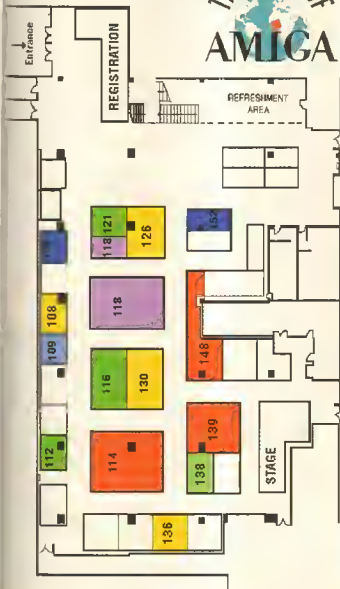 Entrance
REGISTRATION
AMIGA
REFRESHMENT
AREA
121
118
126
152
108
109
118
148
116
130
112
114
139
138
STAGE
136